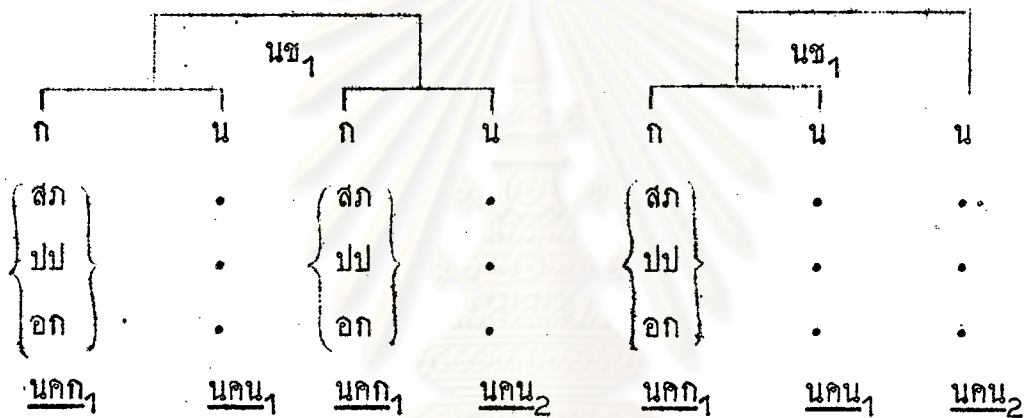 นช₁ นช₁
ก น ก น ก น น
สภ สภ สภ
ปป ปป ปป
อก อก อก
นคก₁ นคน₁ นคก₁ นคน₂ นคก₁ นคน₁ นคน₂